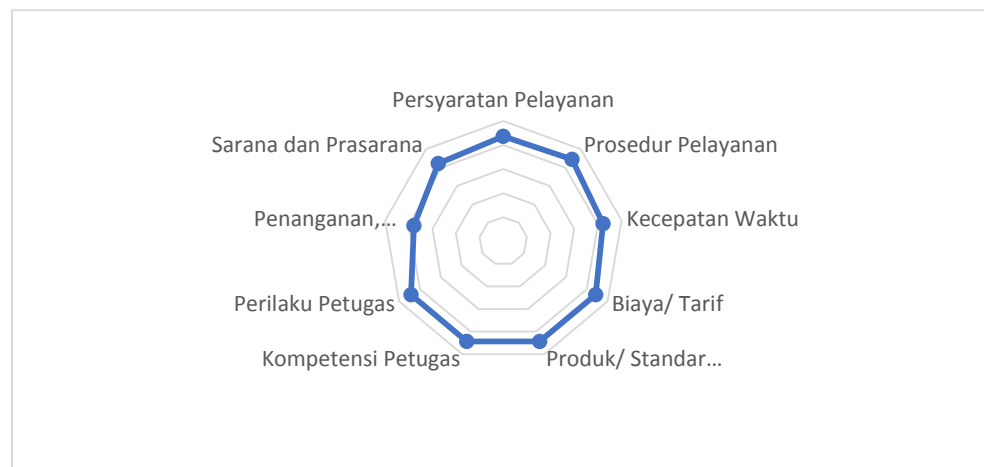 Persyaratan Pelayanan
Prosedur Pelayanan
Kecepatan Waktu
Biaya/ Tarif
Produk/ Standar...
Kompetensi Petugas
Perilaku Petugas
Penanganan,...
Sarana dan Prasarana